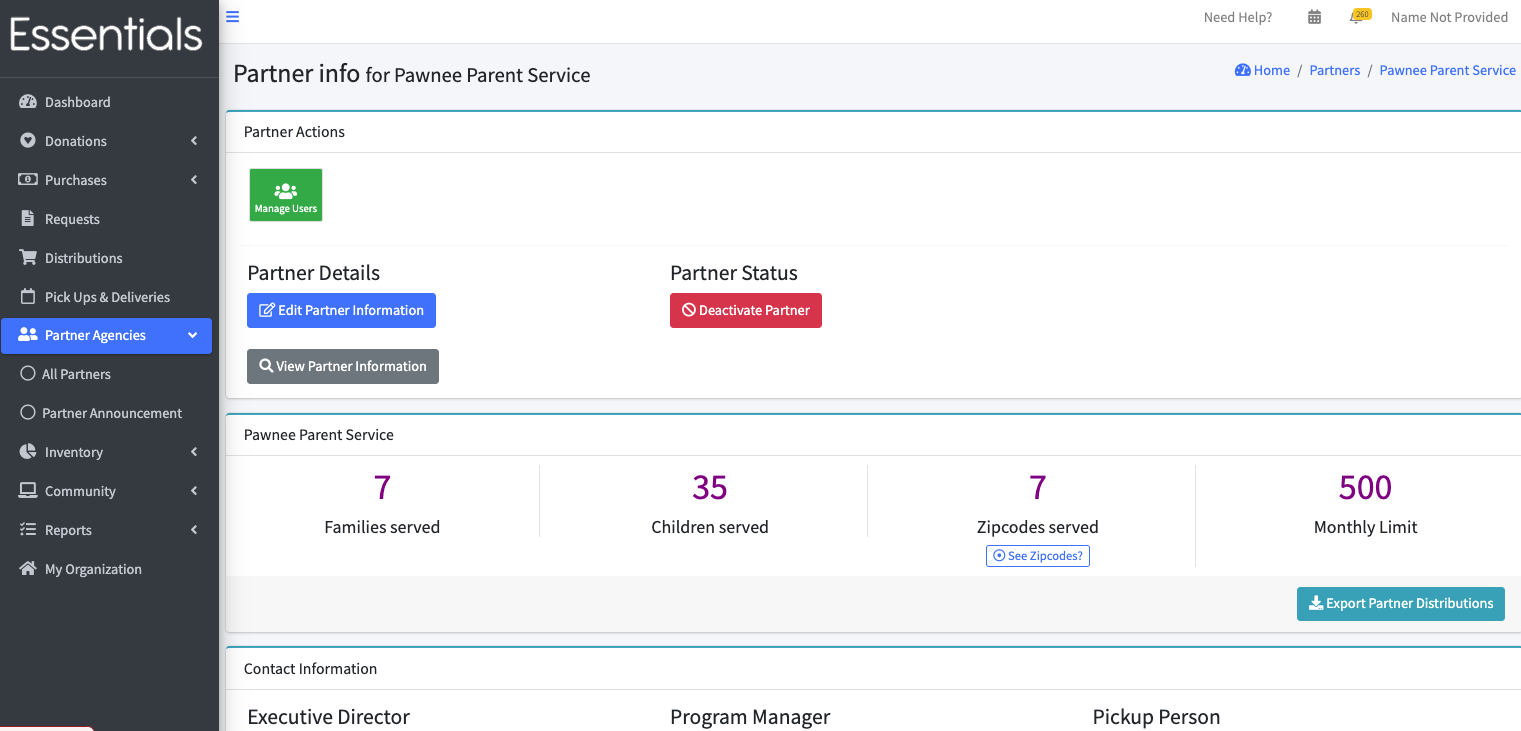 Essentials
Need Help?
260
Name Not Provided
Dashboard
Donations
Purchases
Requests
Distributions
Pick Ups & Deliveries
Partner Agencies
All Partners
Partner Announcement
Inventory
Community
Reports
My Organization
Partner info for Pawnee Parent Service
Home / Partners / Pawnee Parent Service
Partner Actions
Manage Users
Partner Details
Partner Status
Edit Partner Information
Deactivate Partner
View Partner Information
Pawnee Parent Service
7
35
7
500
Families served
Children served
Zipcodes served
Monthly Limit
See Zipcodes?
Export Partner Distributions
Contact Information
Executive Director
Program Manager
Pickup Person